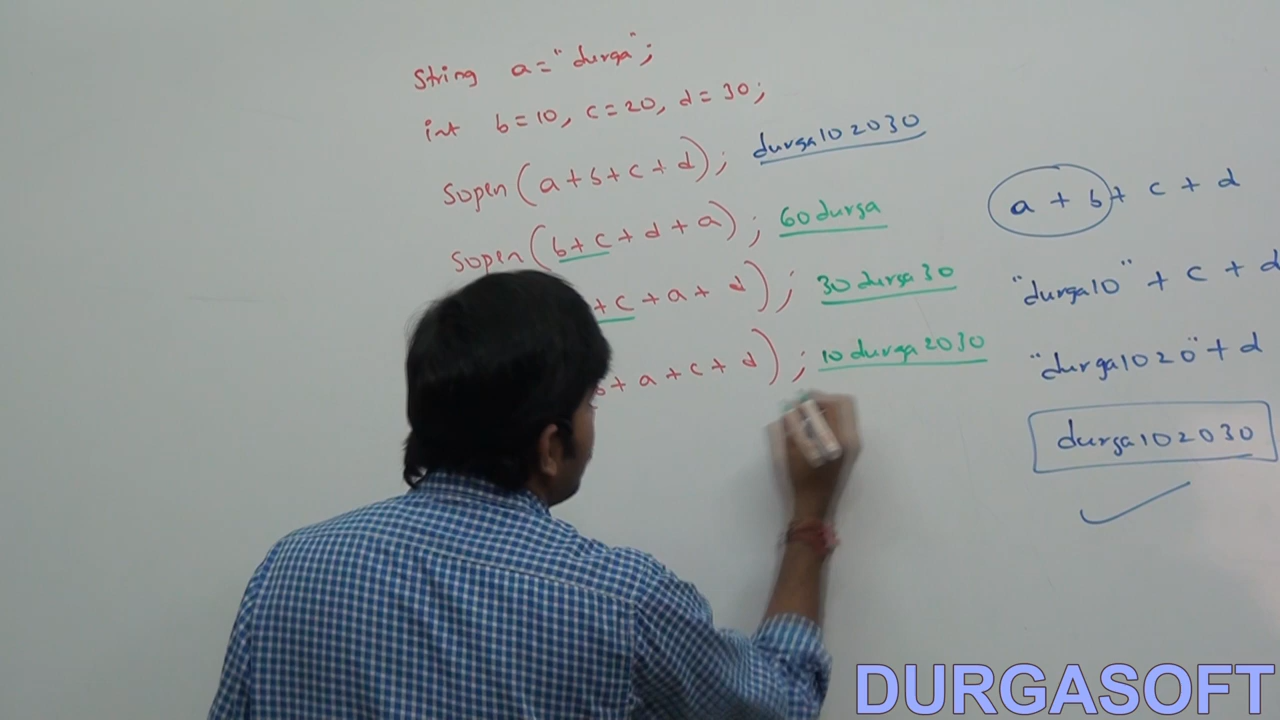 String a="durga";
int b=10, c=20, d=30;
Sopln(a+b+c+d); durga102030
Sopln(b+c+d+a); 60durga
+c+a+d); 30durga30
b+a+c+d); 10durga2030
a+b+c+d
"durga10"+c+d
"durga1020"+d
durga102030
DURGASOFT